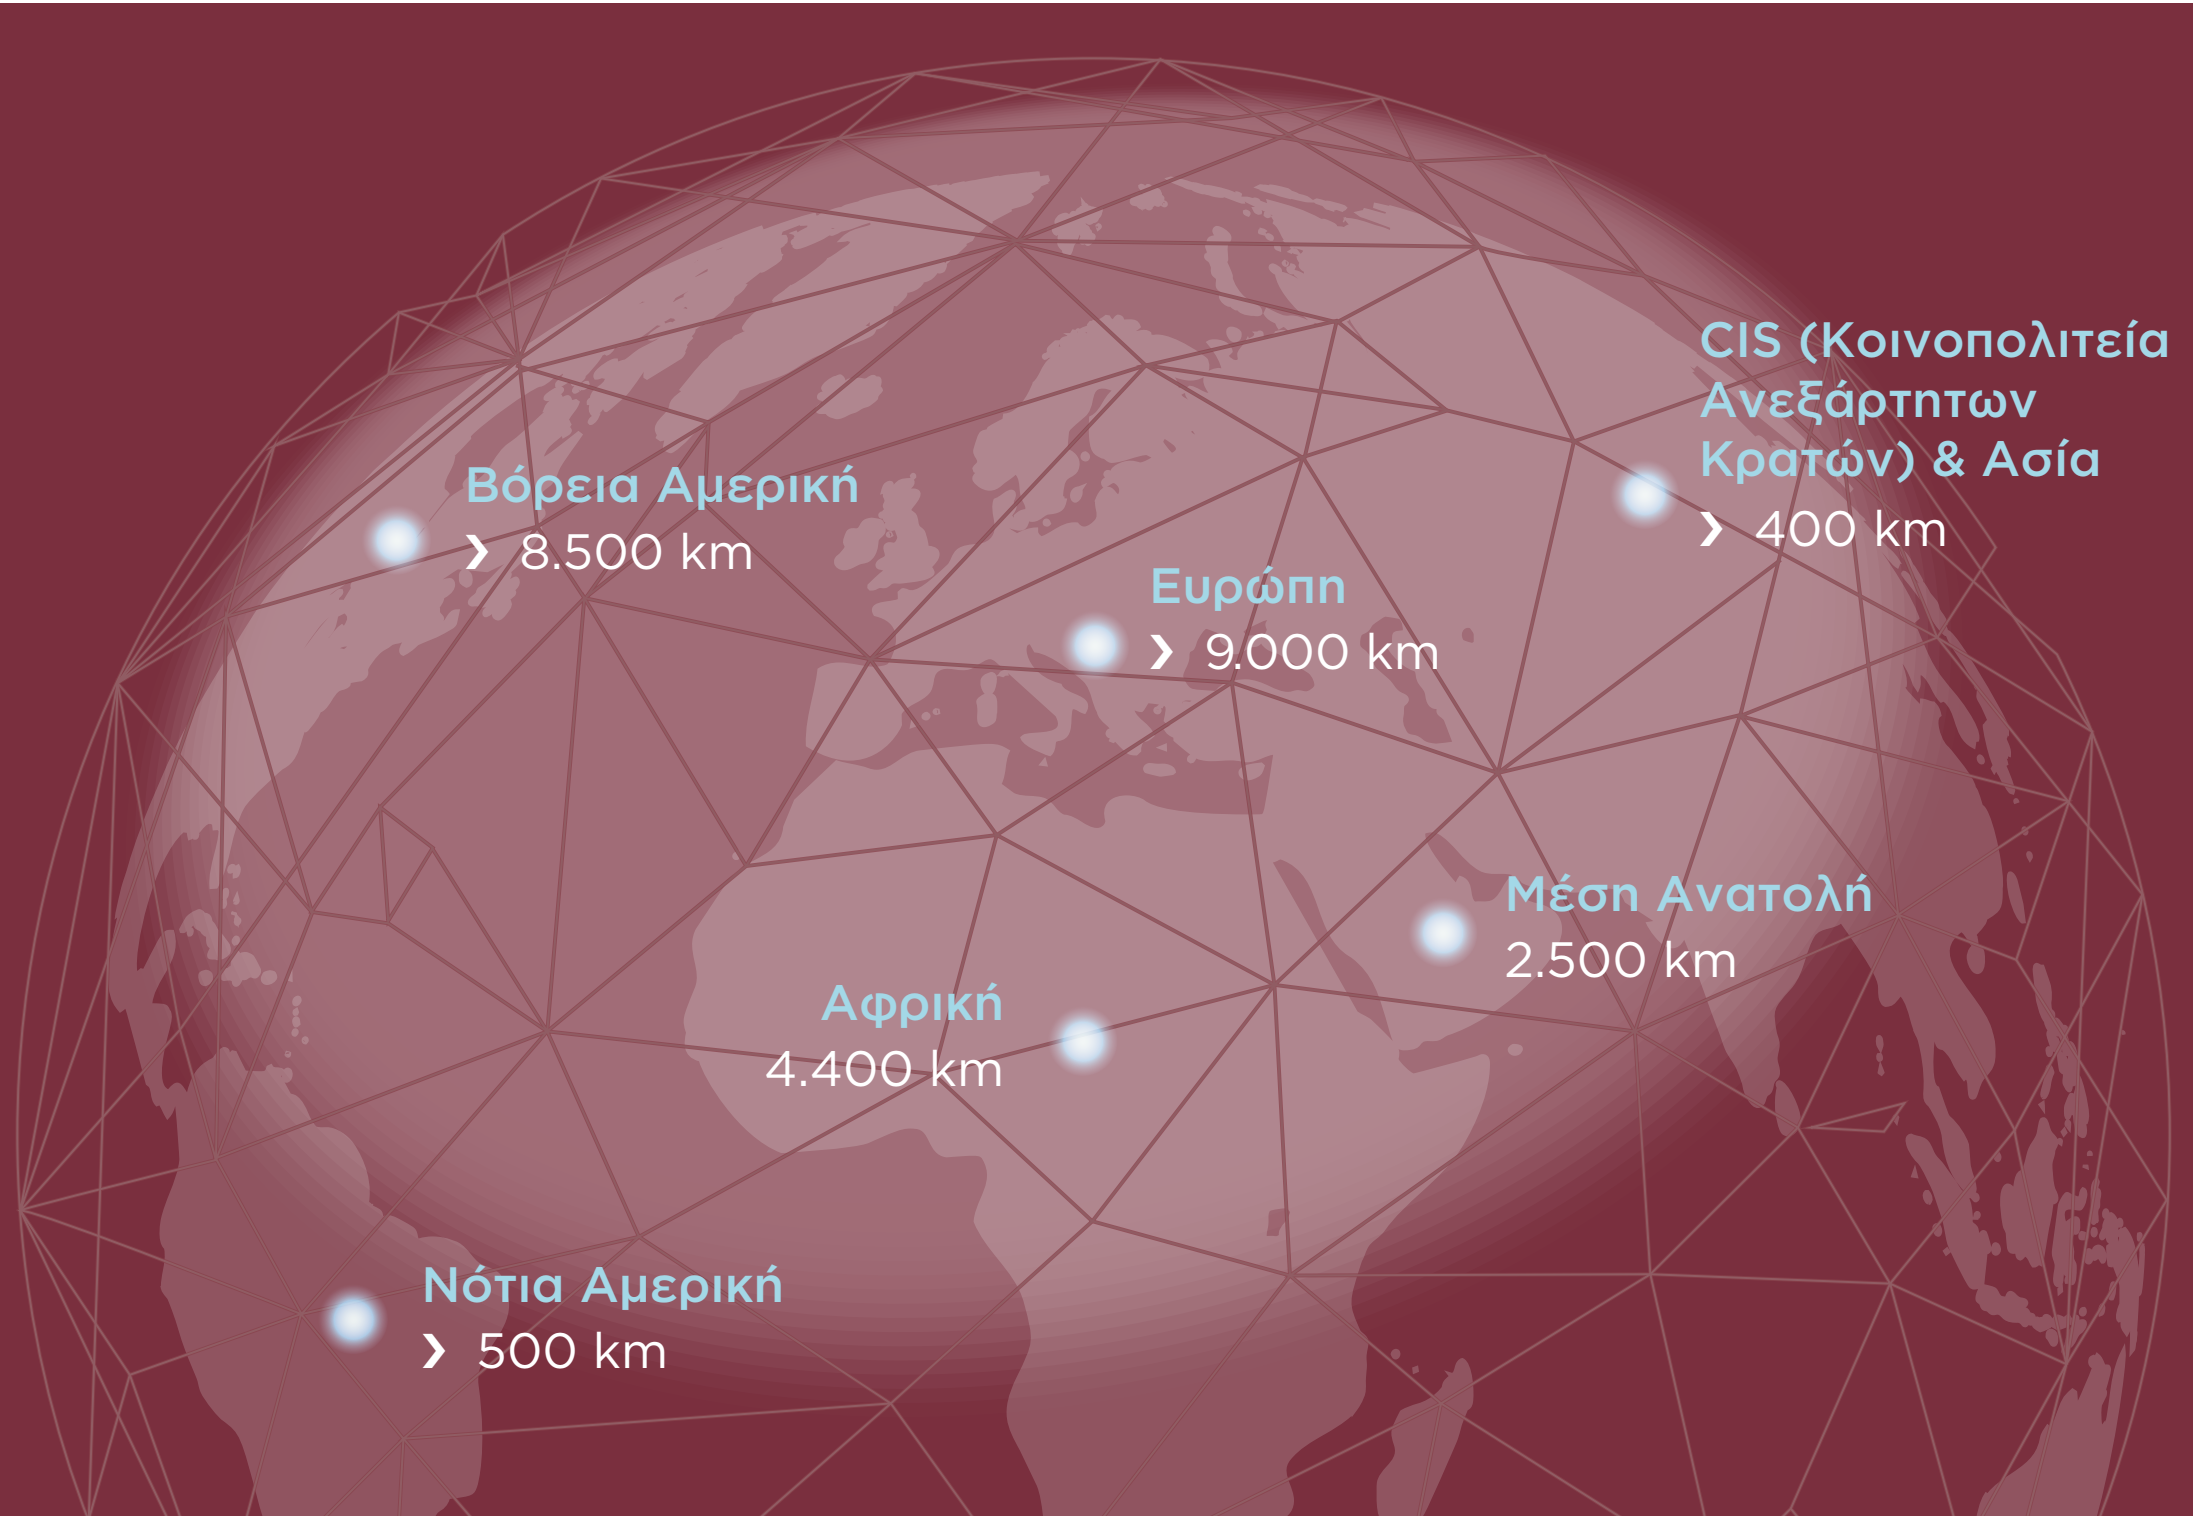 CIS (Κοινοπολιτεία
Ανεξάρτητων
Κρατών) & Ασία
❯ 400 km
Βόρεια Αμερική
❯ 8.500 km
Ευρώπη
❯ 9.000 km
Μέση Ανατολή
2.500 km
Αφρική
4.400 km
Νότια Αμερική
❯ 500 km